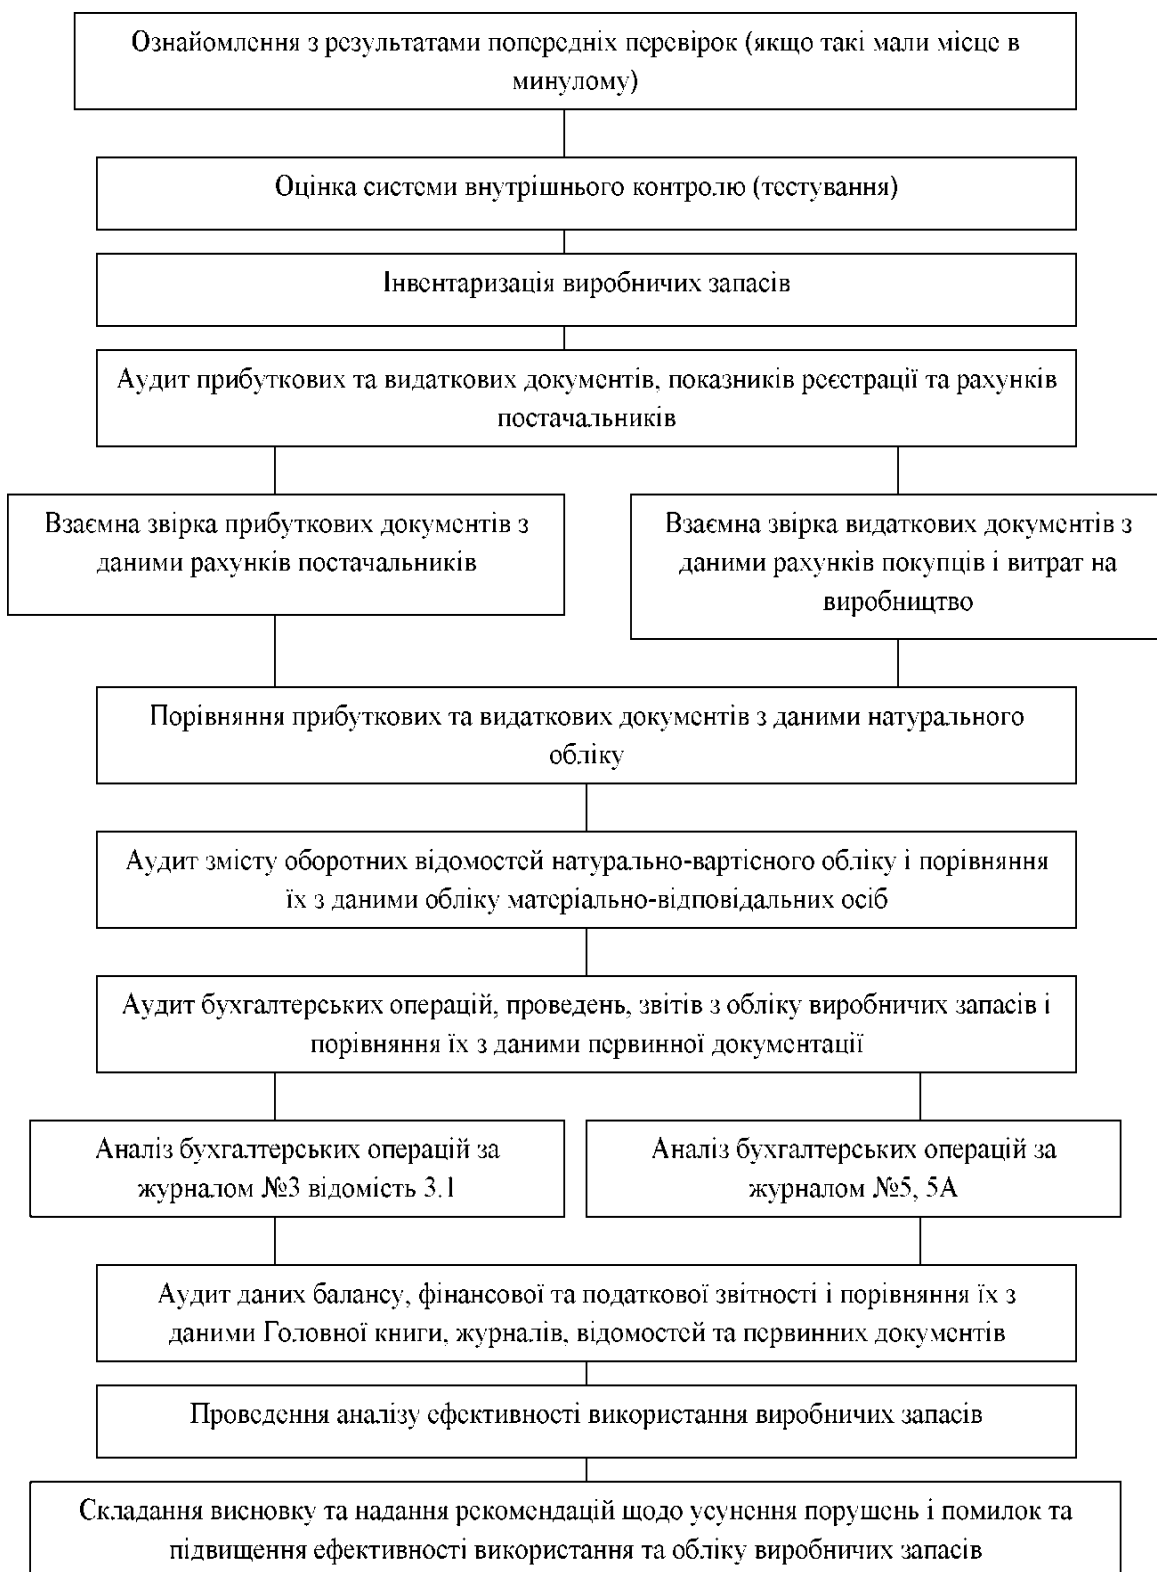 Ознайомлення з результатами попередніх перевірок (якщо такі мали місце в
минулому)
Оцінка системи внутрішнього контролю (тестування)
Інвентаризація виробничих запасів
Аудит прибуткових та видаткових документів, показників реєстрації та рахунків
постачальників
Взаємна звірка прибуткових документів з
даними рахунків постачальників
Взаємна звірка видаткових документів з
даними рахунків покупців і витрат на
виробництво
Порівняння прибуткових та видаткових документів з даними натурального
обліку
Аудит змісту оборотних відомостей натурально-вартісного обліку і порівняння
їх з даними обліку матеріально-відповідальних осіб
Аудит бухгалтерських операцій, проведень, звітів з обліку виробничих запасів і
порівняння їх з даними первинної документації
Аналіз бухгалтерських операцій за
журналом №3 відомість 3.1
Аналіз бухгалтерських операцій за
журналом №5, 5А
Аудит даних балансу, фінансової та податкової звітності і порівняння їх з
даними Головної книги, журналів, відомостей та первинних документів
Проведення аналізу ефективності використання виробничих запасів
Складання висновку та надання рекомендацій щодо усунення порушень і помилок та
підвищення ефективності використання та обліку виробничих запасів